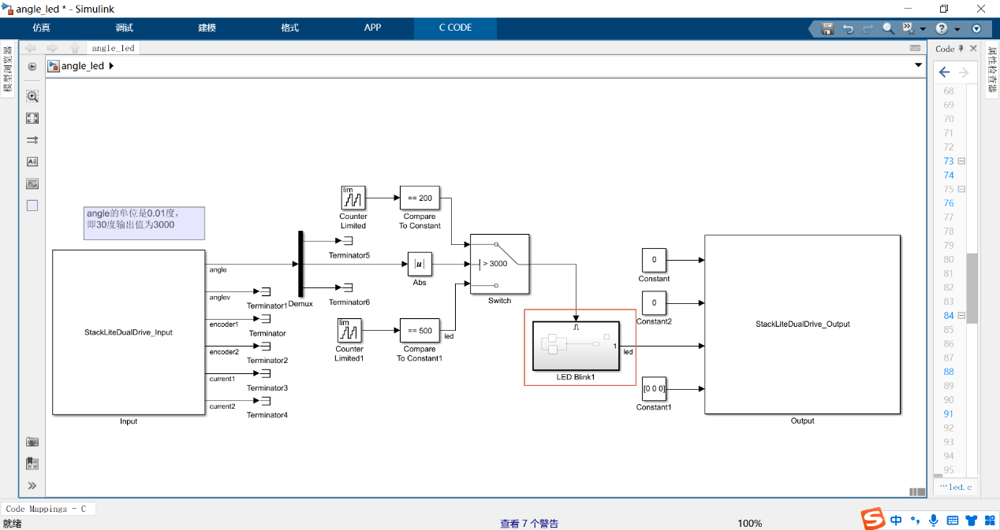 angle_led * - Simulink
仿真
调试
建模
格式
APP
C CODE
模型浏览器
angle_led
angle_led
Code
属性检查器
angle的单位是0.01度，
即30度输出值为3000
StackLiteDualDrive_Input
Input
angle
anglev
encoder1
encoder2
current1
current2
Terminator1
Terminator
Terminator2
Terminator3
Terminator4
Demux
lim
Counter
Limited
== 200
Compare
To Constant
Terminator5
|u|
Abs
Terminator6
lim
Counter
Limited1
== 500
Compare
To Constant1
led
> 3000
Switch
1
led
LED Blink1
0
Constant
0
Constant2
[0 0 0]
Constant1
StackLiteDualDrive_Output
Output
68
69
70
71
72
73
74
75
76
77
78
79
80
81
82
83
84
85
86
87
88
89
90
91
92
93
94
95
···led.c
Code Mappings - C
就绪
查看 7 个警告
100%
中